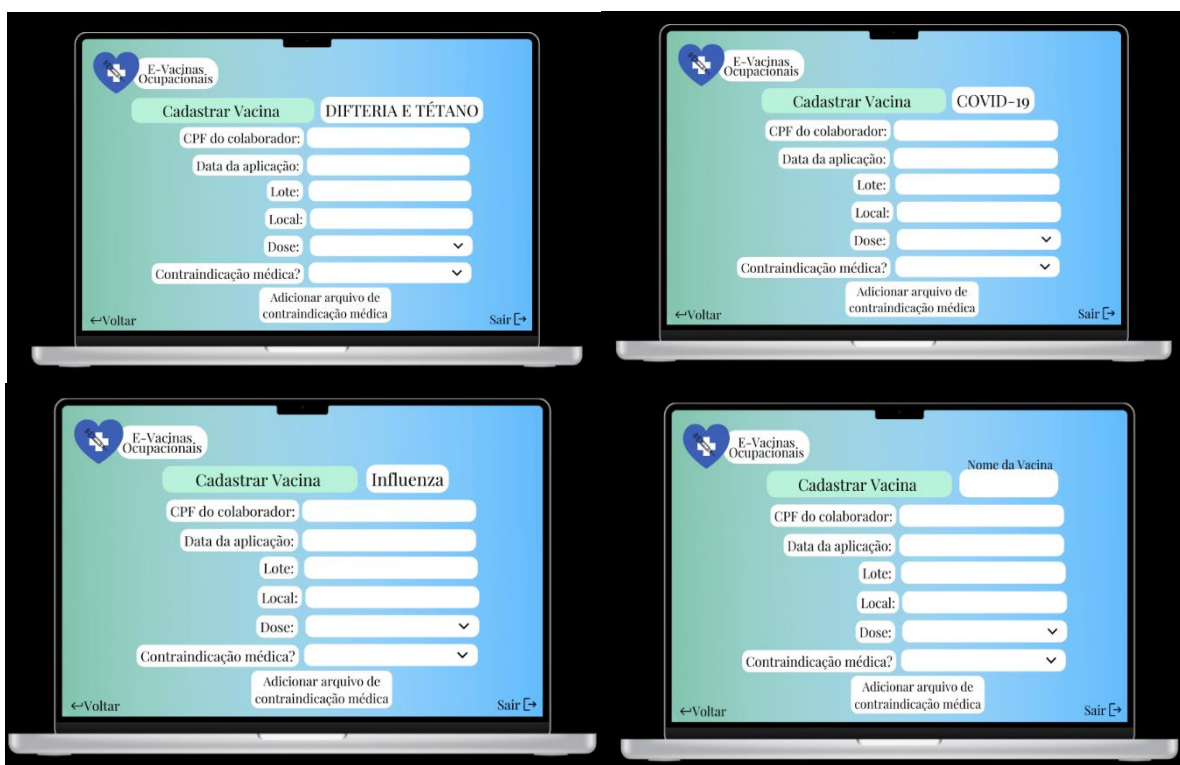 E-Vacinas
Ocupacionais
Cadastrar Vacina
DIFTERIA E TÉTANO
CPF do colaborador:
Data da aplicação:
Lote:
Local:
Dose:
Contraindicação médica?
Adicionar arquivo de
contraindicação médica
Voltar
Sair
E-Vacinas
Ocupacionais
Cadastrar Vacina
COVID-19
CPF do colaborador:
Data da aplicação:
Lote:
Local:
Dose:
Contraindicação médica?
Adicionar arquivo de
contraindicação médica
Voltar
Sair
E-Vacinas
Ocupacionais
Cadastrar Vacina
Influenza
CPF do colaborador:
Data da aplicação:
Lote:
Local:
Dose:
Contraindicação médica?
Adicionar arquivo de
contraindicação médica
Voltar
Sair
E-Vacinas
Ocupacionais
Nome da Vacina
Cadastrar Vacina
CPF do colaborador:
Data da aplicação:
Lote:
Local:
Dose:
Contraindicação médica?
Adicionar arquivo de
contraindicação médica
Voltar
Sair